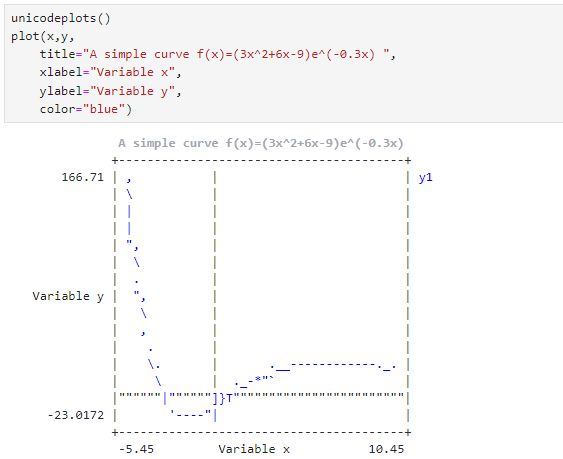 unicodeplots()
plot(x,y,
    title="A simple curve f(x)=(3x^2+6x-9)e^(-0.3x) ",
    xlabel="Variable x",
    ylabel="Variable y",
    color="blue")
A simple curve f(x)=(3x^2+6x-9)e^(-0.3x)
166.71
y1
Variable y
-23.0172
-5.45 Variable x 10.45